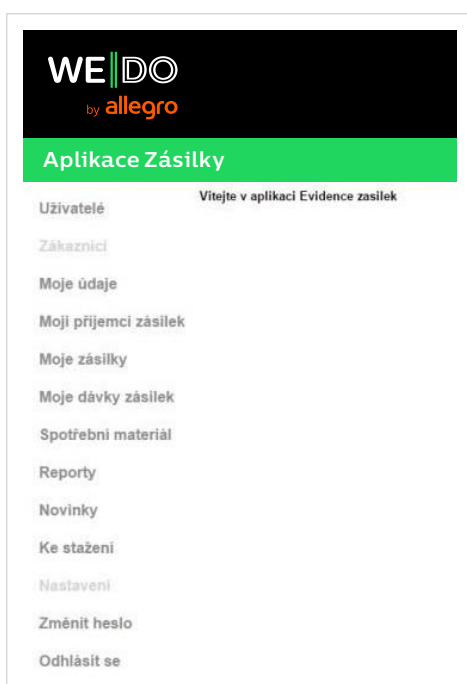 WE||DO
by allegro
Aplikace Zásilky
Vítejte v aplikaci Evidence zasilek
Uživatelé
Zákazníci
Moje údaje
Moji příjemci zásilek
Moje zásilky
Moje dávky zásilek
Spotřební materiál
Reporty
Novinky
Ke stažení
Nastavení
Změnit heslo
Odhlásit se